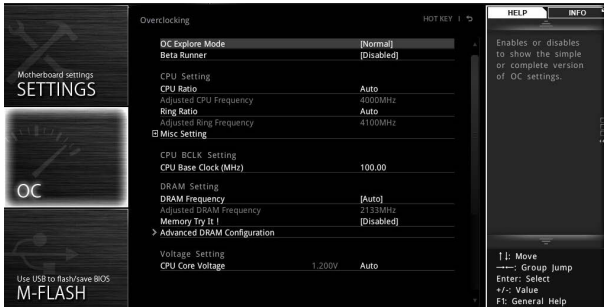 Motherboard settings
SETTINGS
OC
Use USB to flash/save BIOS
M-FLASH
Overclocking
HOT KEY
OC Explore Mode [Normal]
Beta Runner [Disabled]
CPU Setting
CPU Ratio Auto
Adjusted CPU Frequency 4000MHz
Ring Ratio Auto
Adjusted Ring Frequency 4100MHz
Misc Setting
CPU BCLK Setting
CPU Base Clock (MHz) 100.00
DRAM Setting
DRAM Frequency [Auto]
Adjusted DRAM Frequency 2133MHz
Memory Try It ! [Disabled]
> Advanced DRAM Configuration
Voltage Setting
CPU Core Voltage 1.200V Auto
HELP INFO
Enables or disables
to show the simple
or complete version
of OC settings.
↑↓: Move
→←: Group Jump
Enter: Select
+/-: Value
F1: General Help